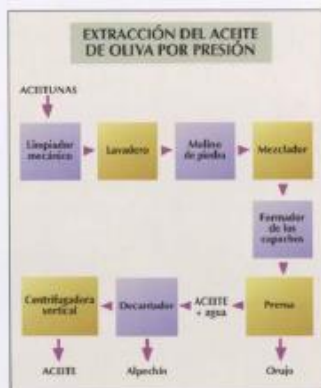 EXTRACCIÓN DEL ACEITE
DE OLIVA POR PRESIÓN
ACEITUNAS
Limpiador
mecánico
Lavadero
Molino
de piedra
Mezclador
Formador
de los
capachos
Centrifugadora
vertical
Decantador
ACEITE
+ agua
Prensa
ACEITE
Alpechín
Orujo